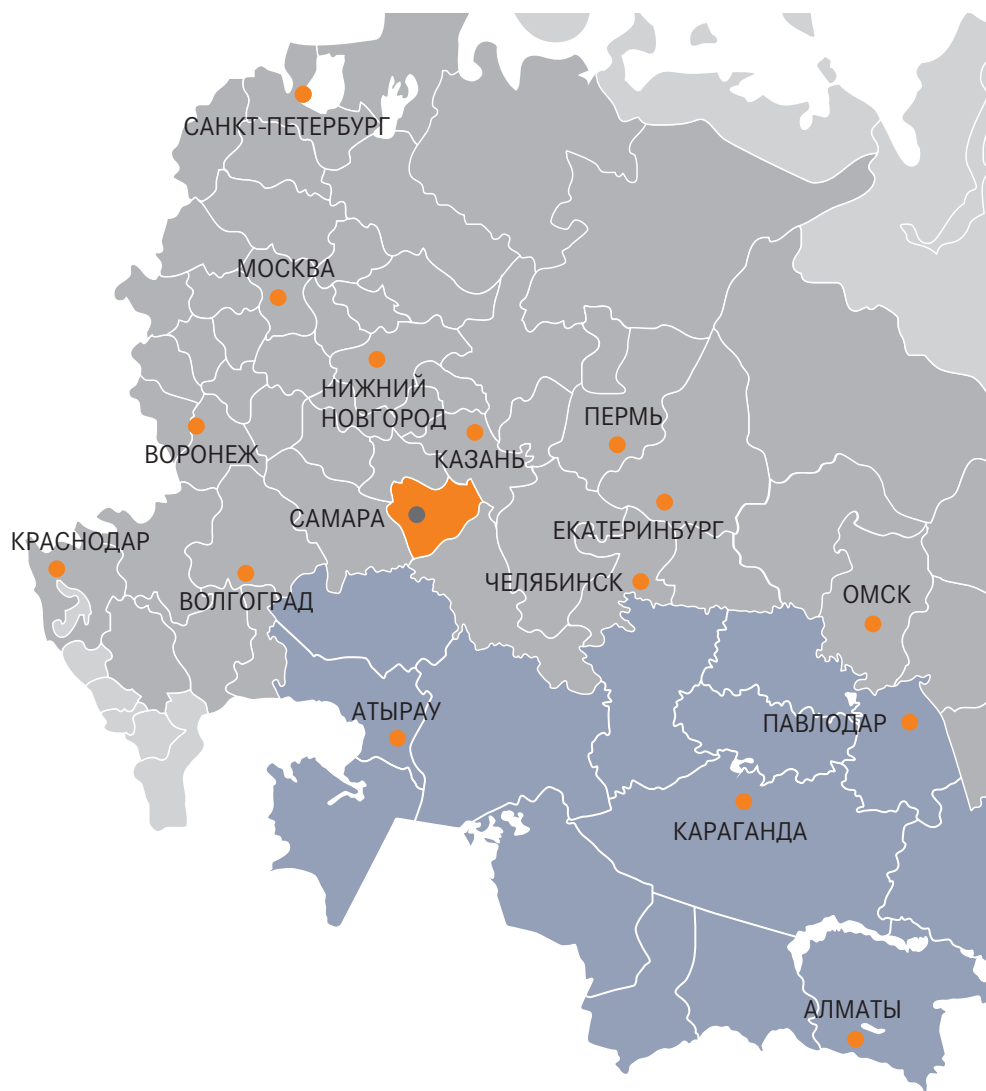 САНКТ-ПЕТЕРБУРГ
МОСКВА
НИЖНИЙ
НОВГОРОД
ПЕРМЬ
ВОРОНЕЖ
КАЗАНЬ
САМАРА
ЕКАТЕРИНБУРГ
КРАСНОДАР
ЧЕЛЯБИНСК
ВОЛГОГРАД
ОМСК
АТЫРАУ
ПАВЛОДАР
КАРАГАНДА
АЛМАТЫ